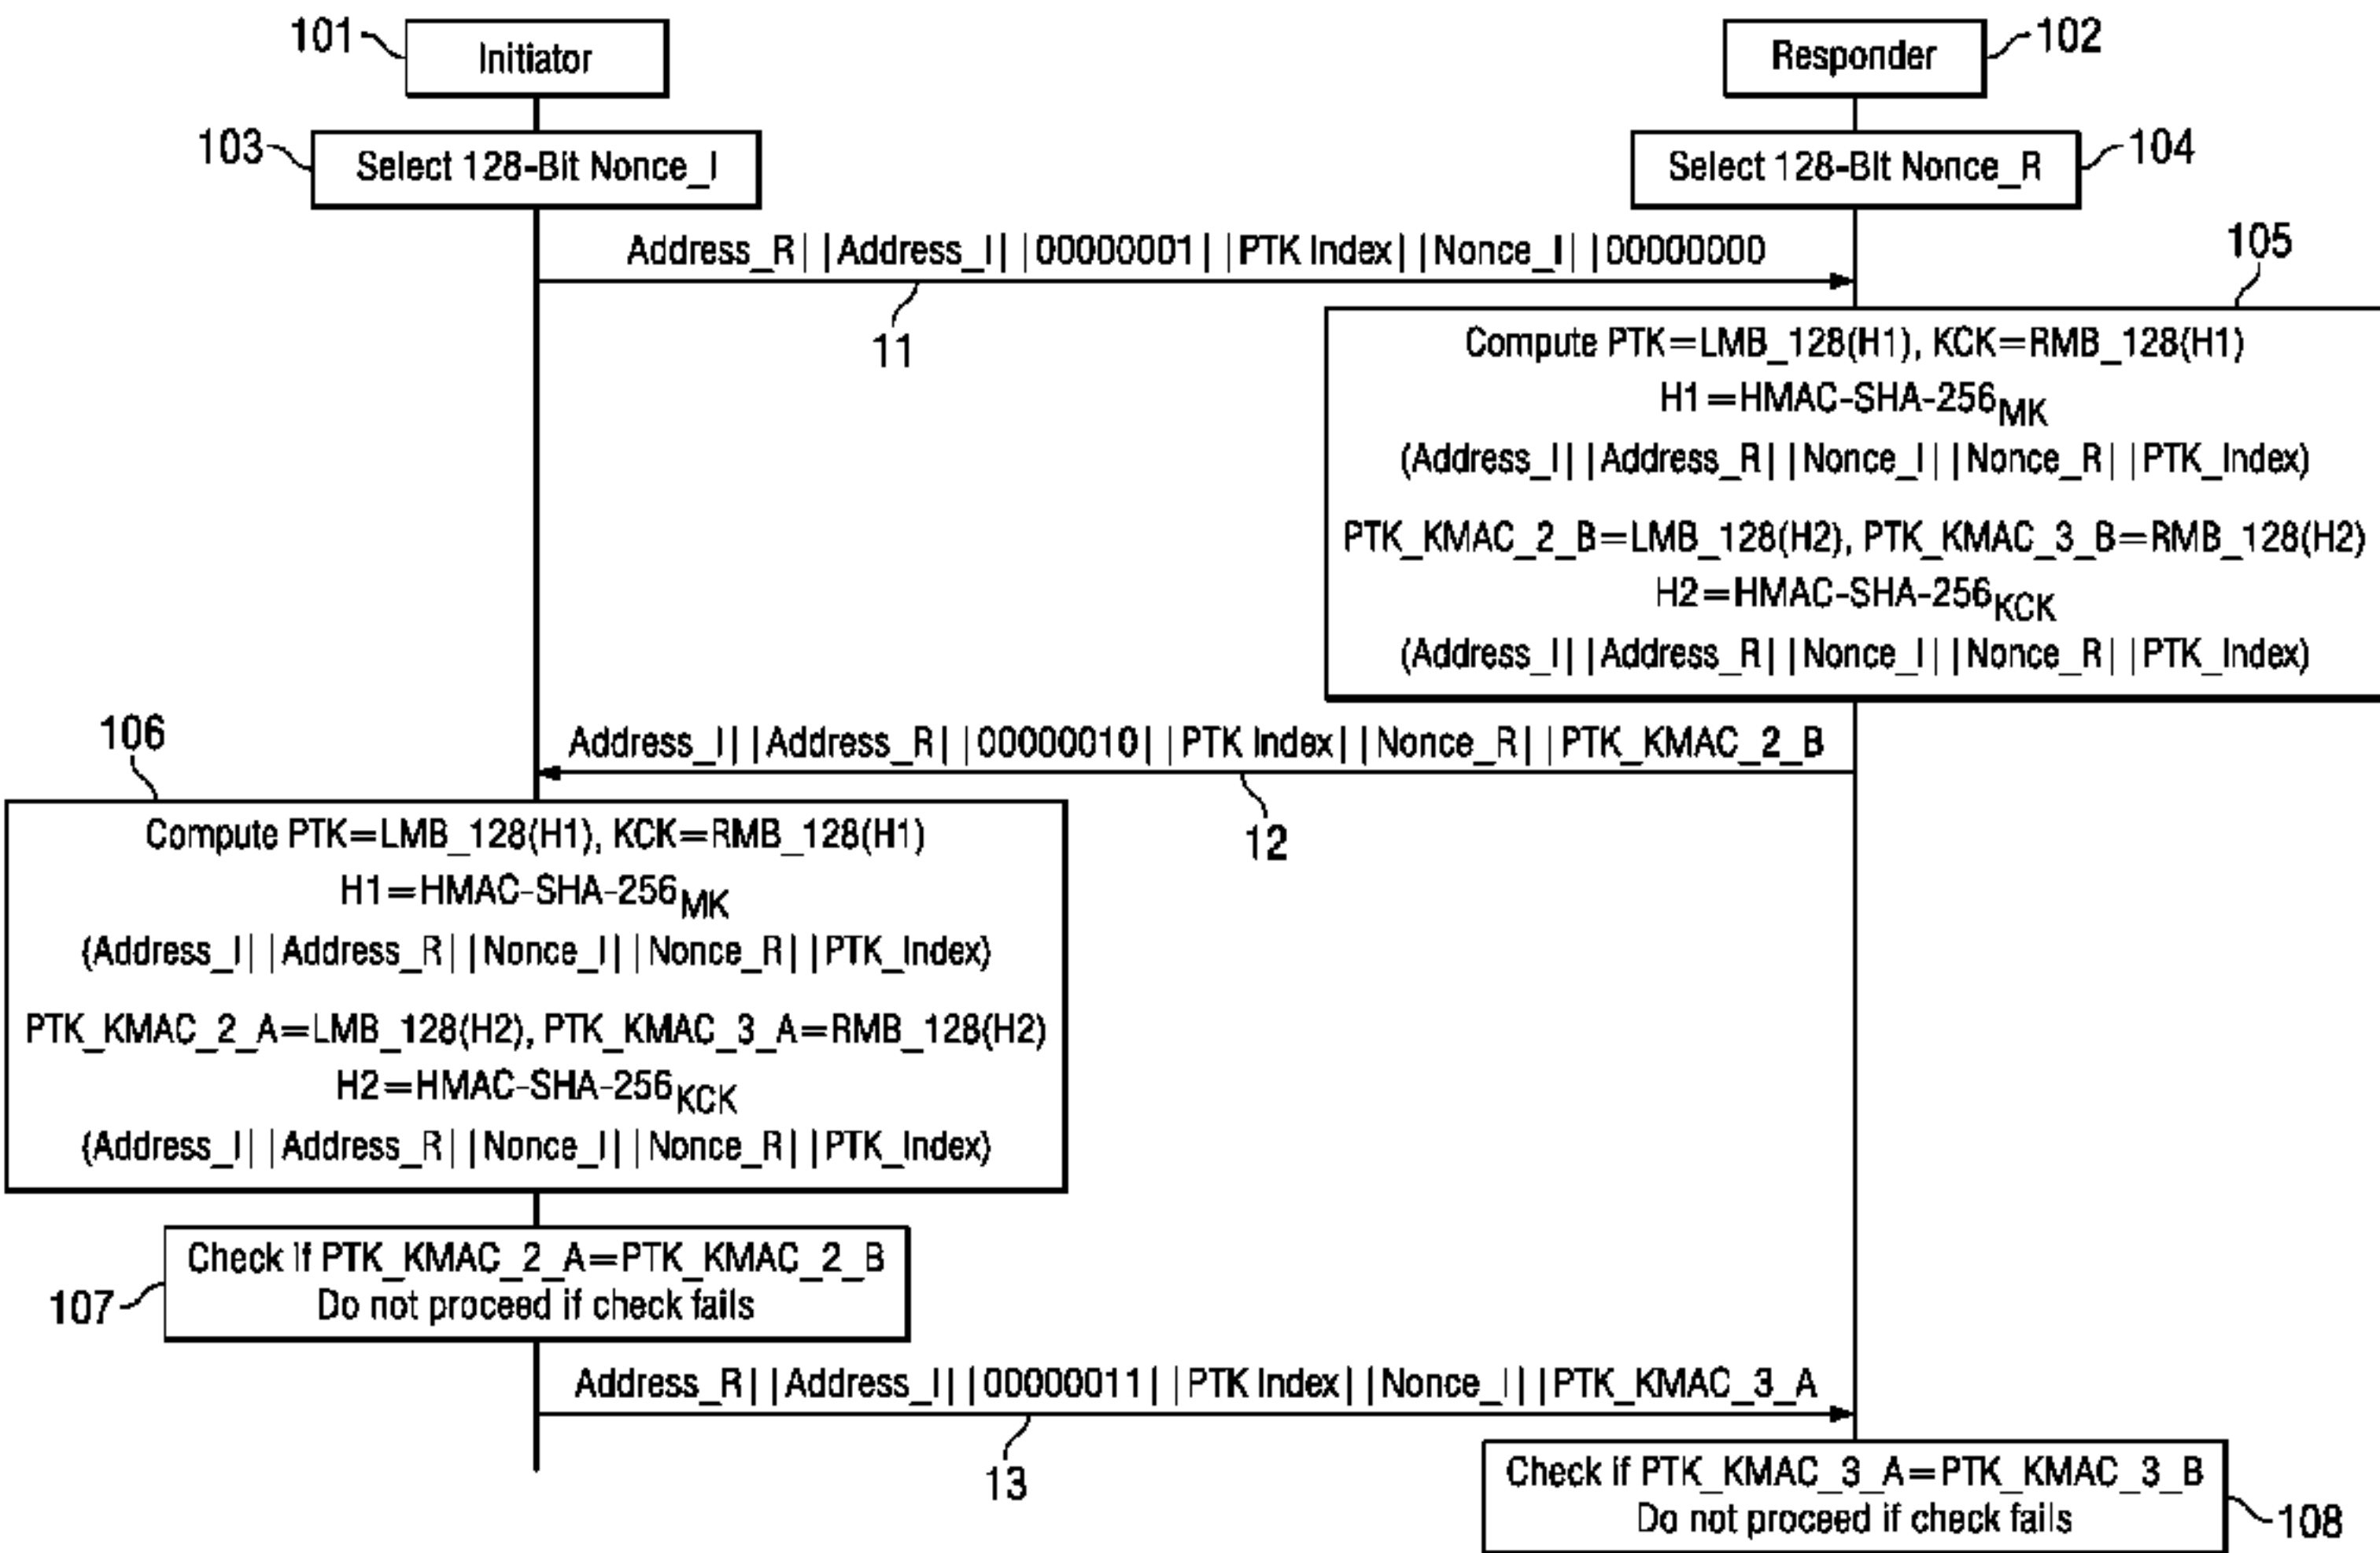 101
Initiator
Responder
102
103
Select 128-Bit Nonce_I
Select 128-Bit Nonce_R
104
Address_R||Address_I||00000001||PTK Index||Nonce_I||00000000
11
105
Compute PTK=LMB_128(H1), KCK=RMB_128(H1)
H1=HMAC-SHA-256MK
(Address_I||Address_R||Nonce_I||Nonce_R||PTK_Index)
PTK_KMAC_2_B=LMB_128(H2), PTK_KMAC_3_B=RMB_128(H2)
H2=HMAC-SHA-256KCK
(Address_I||Address_R||Nonce_I||Nonce_R||PTK_Index)
Address_I||Address_R||00000010||PTK Index||Nonce_R||PTK_KMAC_2_B
12
106
Compute PTK=LMB_128(H1), KCK=RMB_128(H1)
H1=HMAC-SHA-256MK
(Address_I||Address_R||Nonce_I||Nonce_R||PTK_Index)
PTK_KMAC_2_A=LMB_128(H2), PTK_KMAC_3_A=RMB_128(H2)
H2=HMAC-SHA-256KCK
(Address_I||Address_R||Nonce_I||Nonce_R||PTK_Index)
107
Check if PTK_KMAC_2_A=PTK_KMAC_2_B
Do not proceed if check fails
Address_R||Address_I||00000011||PTK Index||Nonce_I||PTK_KMAC_3_A
13
Check if PTK_KMAC_3_A=PTK_KMAC_3_B
Do not proceed if check fails
108